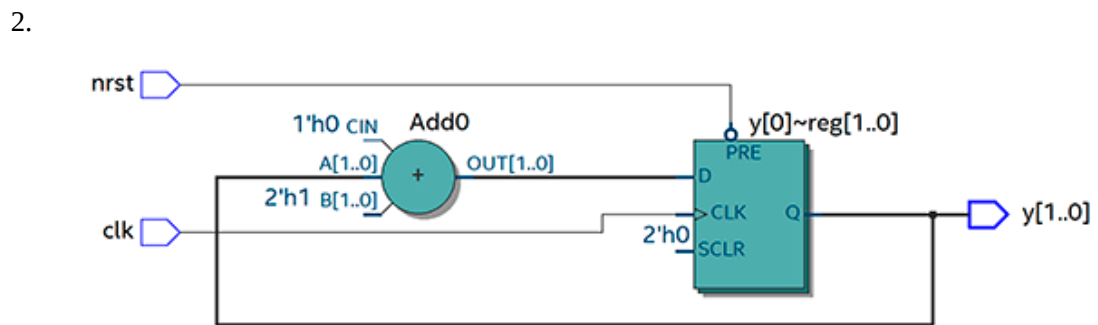 2.
nrst
1'h0 CIN
Add0
y[0]~reg[1..0]
PRE
A[1..0]
+
OUT[1..0]
D
2'h1 B[1..0]
CLK
Q
y[1..0]
clk
2'h0
SCLR